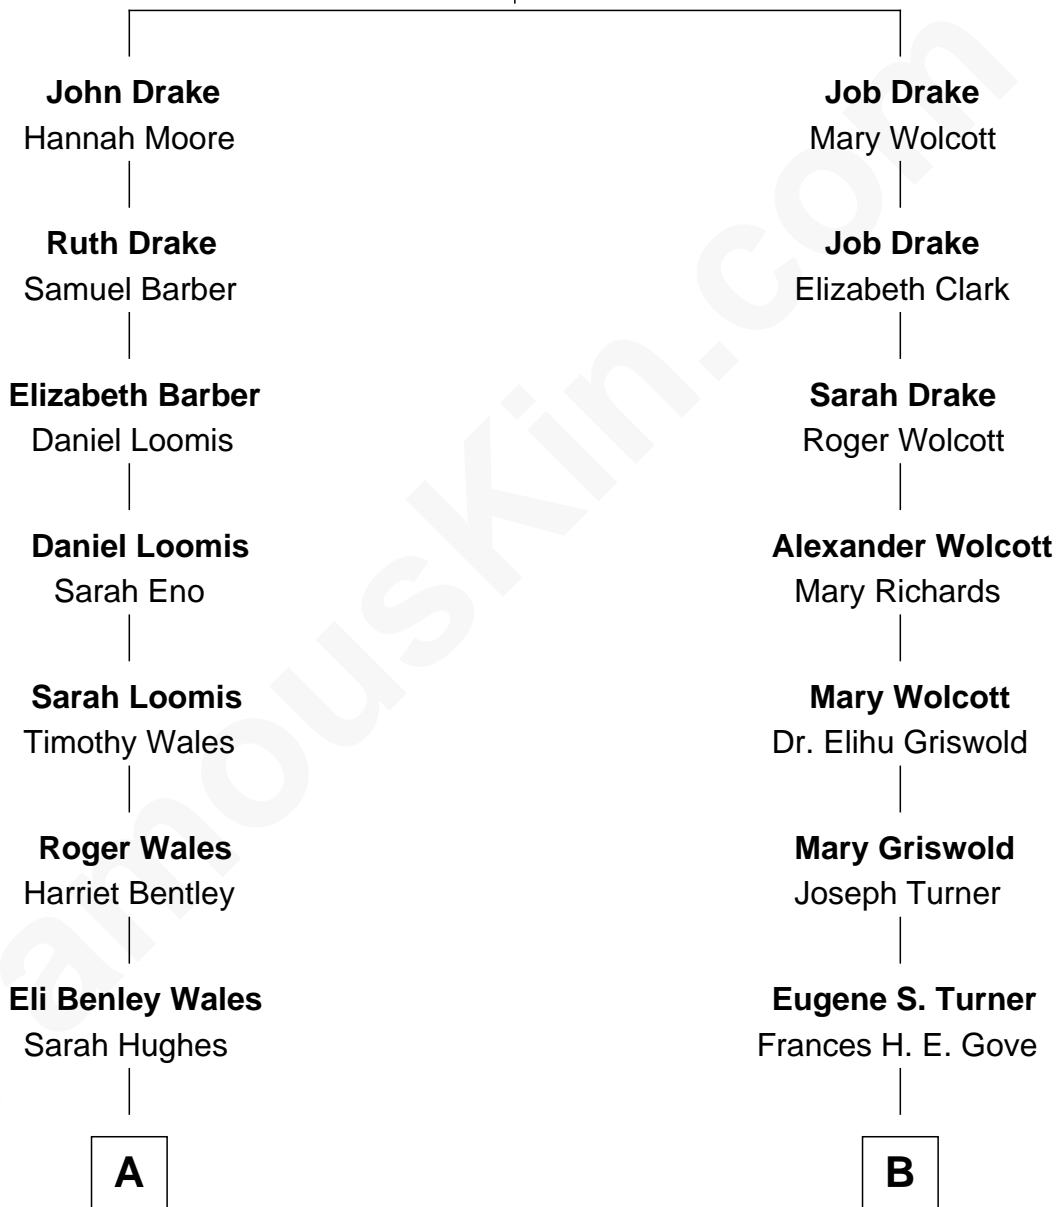 John Drake
Hannah Moore
Ruth Drake
Samuel Barber
Elizabeth Barber
Daniel Loomis
Daniel Loomis
Sarah Eno
Sarah Loomis
Timothy Wales
Roger Wales
Harriet Bentley
Eli Benley Wales
Sarah Hughes
A
Job Drake
Mary Wolcott
Job Drake
Elizabeth Clark
Sarah Drake
Roger Wolcott
Alexander Wolcott
Mary Richards
Mary Wolcott
Dr. Elihu Griswold
Mary Griswold
Joseph Turner
Eugene S. Turner
Frances H. E. Gove
B
amousKin.com